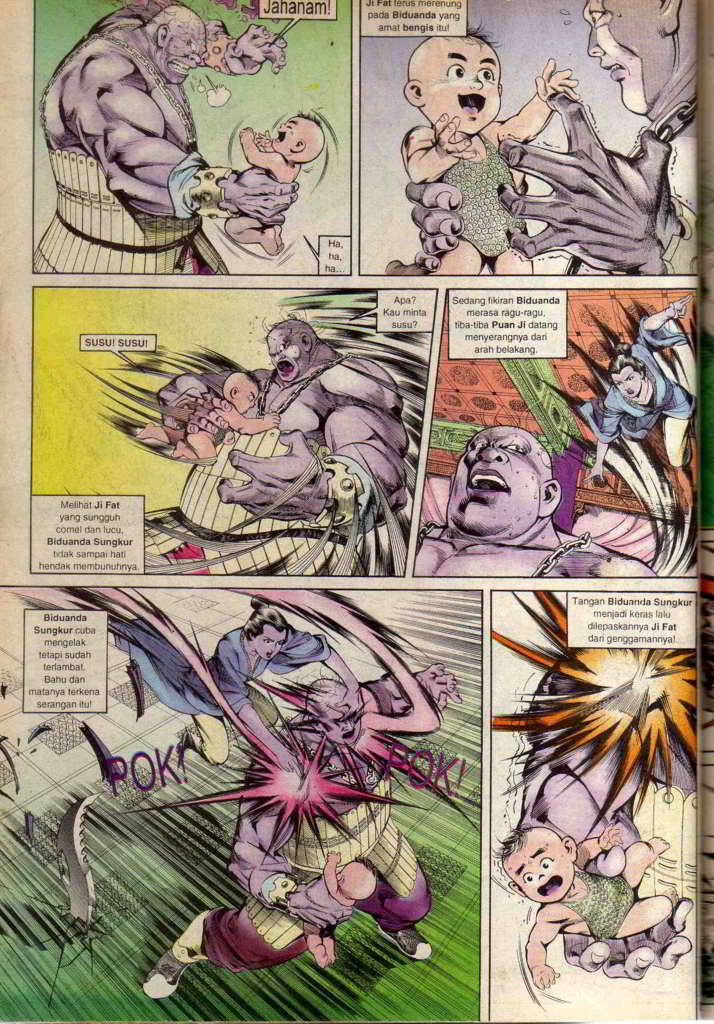 Jahanam!
Ha,
ha,
ha...
Ji Fat terus merenung
pada Biduanda yang
amat bengis itu!
SUSU! SUSU!
Apa?
Kau minta
susu?
Melihat Ji Fat
yang sungguh
comel dan lucu,
Biduanda Sungkur
tidak sampai hati
hendak membunuhnya.
Sedang fikiran Biduanda
merasa ragu-ragu,
tiba-tiba Puan Ji datang
menyerangnya dari
arah belakang.
Biduanda
Sungkur cuba
mengelak
tetapi sudah
terlambat.
Bahu dan
matanya terkena
serangan itu!
POK!
POK!
Tangan Biduanda Sungkur
menjadi keras lalu
dilepaskannya Ji Fat
dari genggamannya!